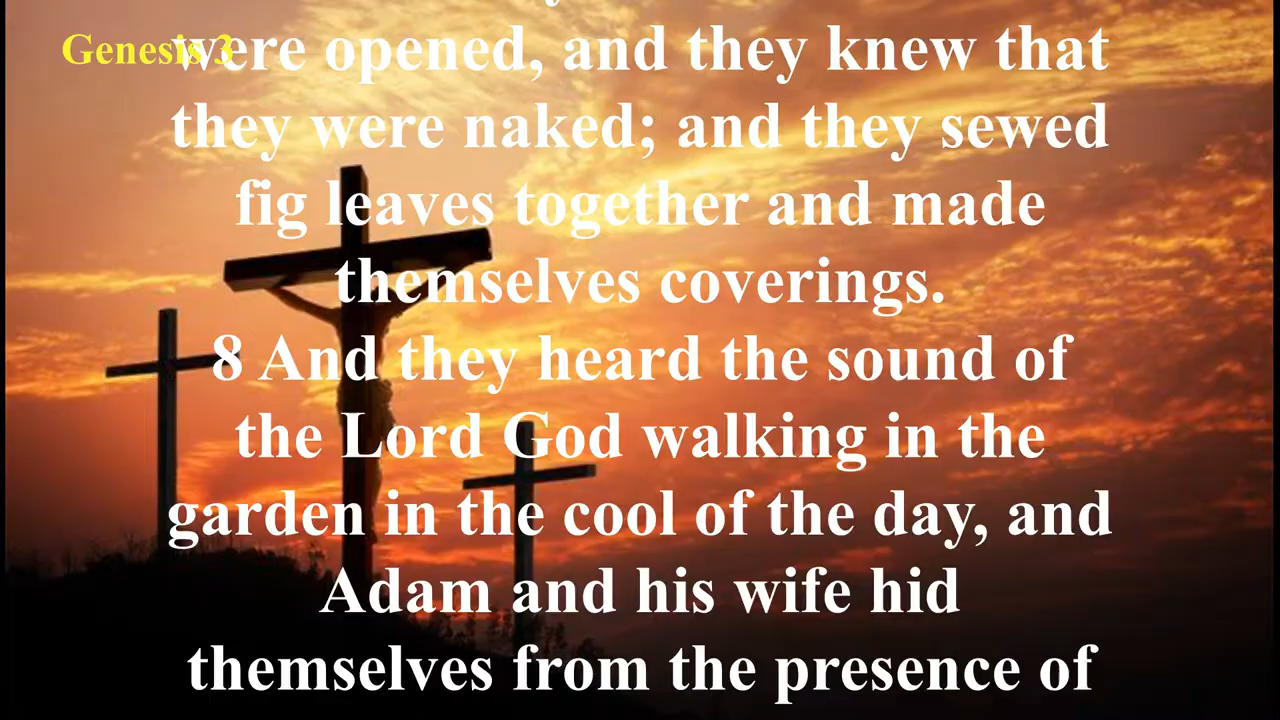 Genesis 3
were opened, and they knew that
they were naked; and they sewed
fig leaves together and made
themselves coverings.
8 And they heard the sound of
the Lord God walking in the
garden in the cool of the day, and
Adam and his wife hid
themselves from the presence of